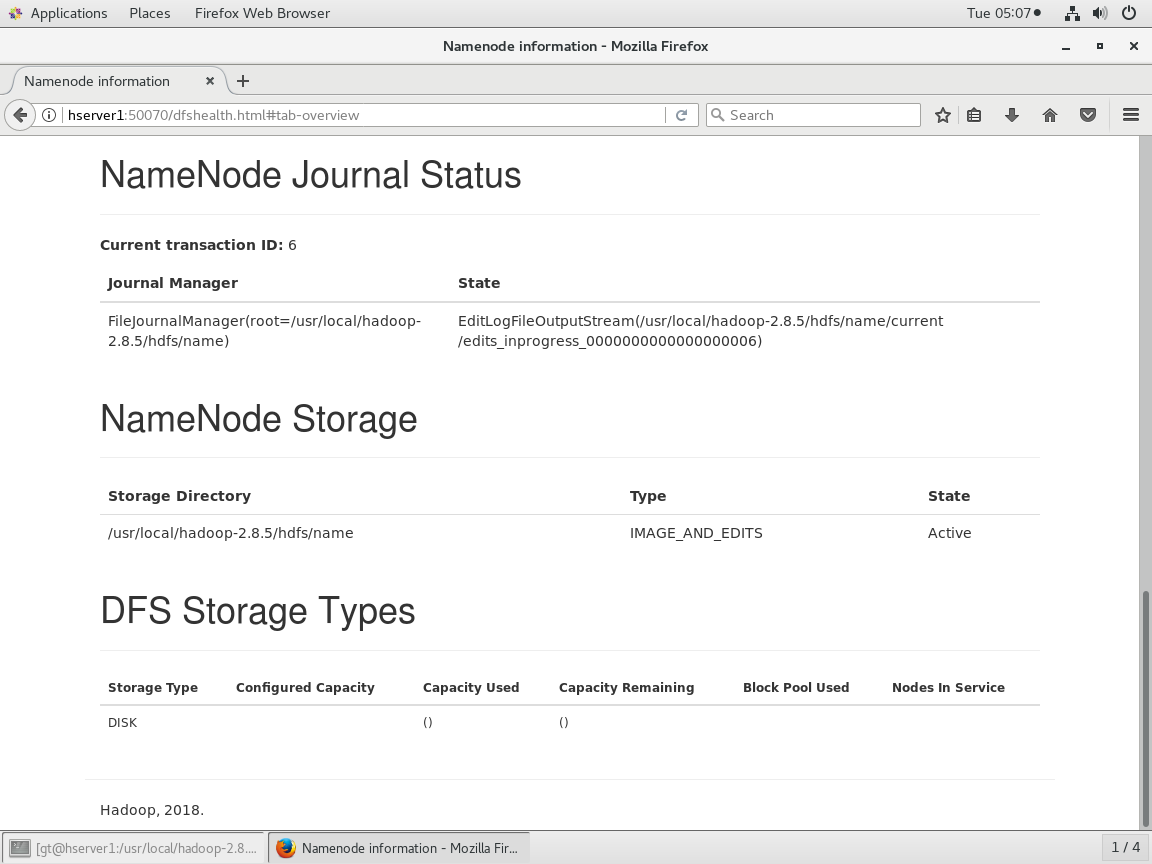 Applications Places Firefox Web Browser Tue 05:07
Namenode information - Mozilla Firefox
Namenode information
hserver1:50070/dfshealth.html#tab-overview Search
NameNode Journal Status
Current transaction ID: 6
Journal Manager State
FileJournalManager(root=/usr/local/hadoop- EditLogFileOutputStream(/usr/local/hadoop-2.8.5/hdfs/name/current
2.8.5/hdfs/name) /edits_inprogress_0000000000000000006)
NameNode Storage
Storage Directory Type State
/usr/local/hadoop-2.8.5/hdfs/name IMAGE_AND_EDITS Active
DFS Storage Types
Storage Type Configured Capacity Capacity Used Capacity Remaining Block Pool Used Nodes In Service
DISK () ()
Hadoop, 2018.
[gt@hserver1:/usr/local/hadoop-2.8.... Namenode information - Mozilla Fir... 1 / 4